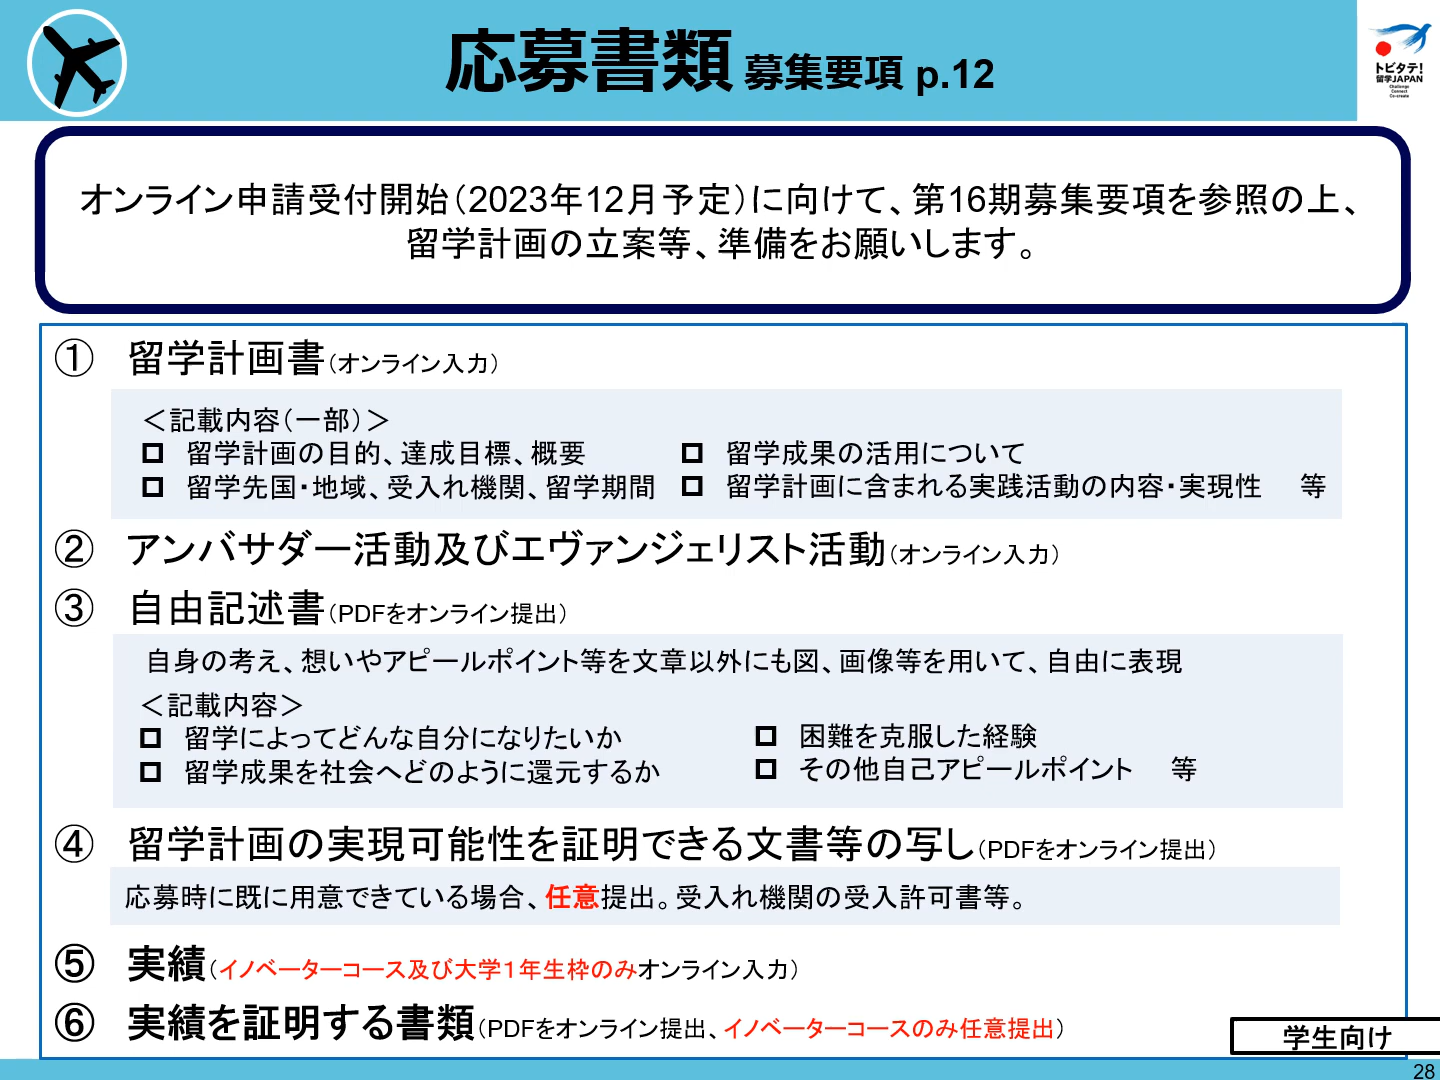 応募書類 募集要項 p.12
トビタテ!
留学JAPAN
Challenge
Connect
Co-create
オンライン申請受付開始（2023年12月予定）に向けて、第16期募集要項を参照の上、
留学計画の立案等、準備をお願いします。
① 留学計画書（オンライン入力）
＜記載内容（一部）＞
留学計画の目的、達成目標、概要
留学成果の活用について
留学先国・地域、受入れ機関、留学期間
留学計画に含まれる実践活動の内容・実現性 等
② アンバサダー活動及びエヴァンジェリスト活動（オンライン入力）
③ 自由記述書（PDFをオンライン提出）
自身の考え、想いやアピールポイント等を文章以外にも図、画像等を用いて、自由に表現
＜記載内容＞
留学によってどんな自分になりたいか
困難を克服した経験
留学成果を社会へどのように還元するか
その他自己アピールポイント 等
④ 留学計画の実現可能性を証明できる文書等の写し（PDFをオンライン提出）
応募時に既に用意できている場合、任意提出。受入れ機関の受入許可書等。
⑤ 実績（イノベーターコース及び大学１年生枠のみオンライン入力）
⑥ 実績を証明する書類（PDFをオンライン提出、イノベーターコースのみ任意提出）
学生向け
28